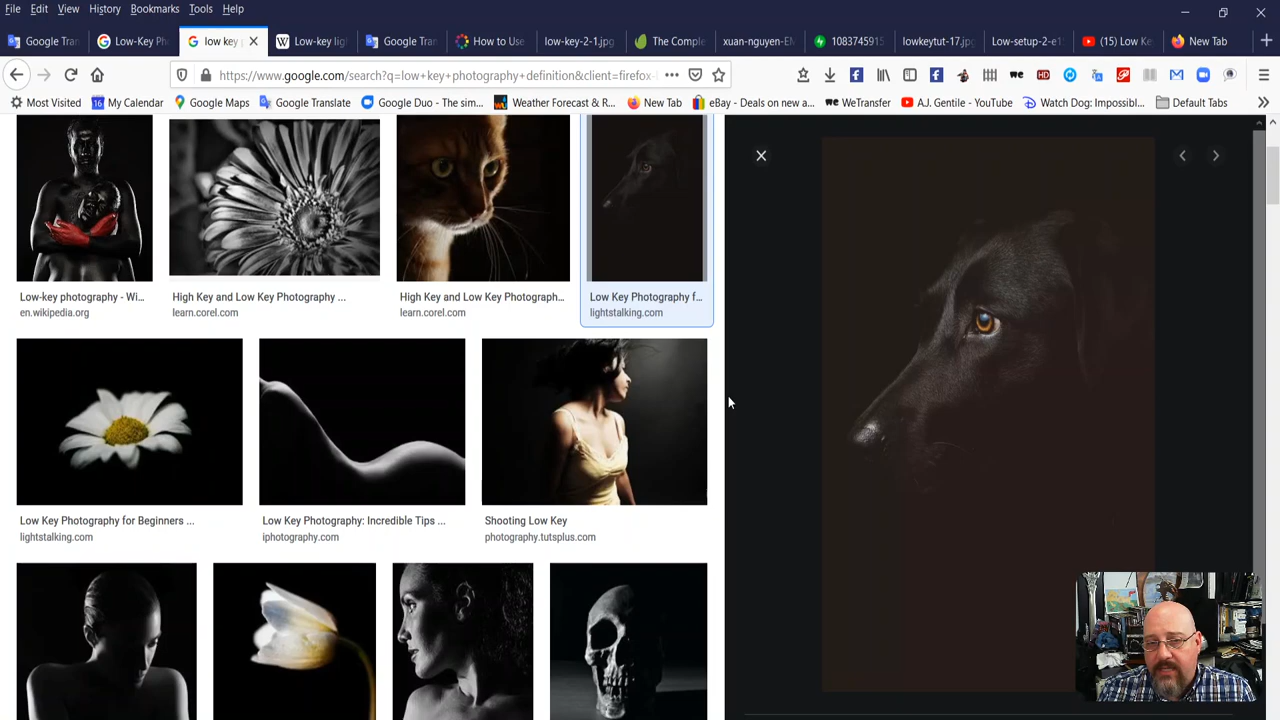 File Edit View History Bookmarks Tools Help
Google Tran
Low-Key Ph
low key p
Low-key lig
Google Tra
How to Use
low-key-2-1.jpg
The Comple
xuan-nguyen-EM
1083745915
lowkeytut-17.jpg
Low-setup-2-e1
(15) Low Ke
New Tab
https://www.google.com/search?q=low+key+photography+definition&client=firefox-
Most Visited
16 My Calendar
Google Maps
Google Translate
Google Duo - The sim...
Weather Forecast & R...
New Tab
eBay - Deals on new a...
we WeTransfer
A.J. Gentile - YouTube
Watch Dog: Impossibl...
Default Tabs
Low-key photography - Wi...
en.wikipedia.org
High Key and Low Key Photography ...
learn.corel.com
High Key and Low Key Photograph...
learn.corel.com
Low Key Photography f...
lightstalking.com
Low Key Photography for Beginners ...
lightstalking.com
Low Key Photography: Incredible Tips ...
iphotography.com
Shooting Low Key
photography.tutsplus.com